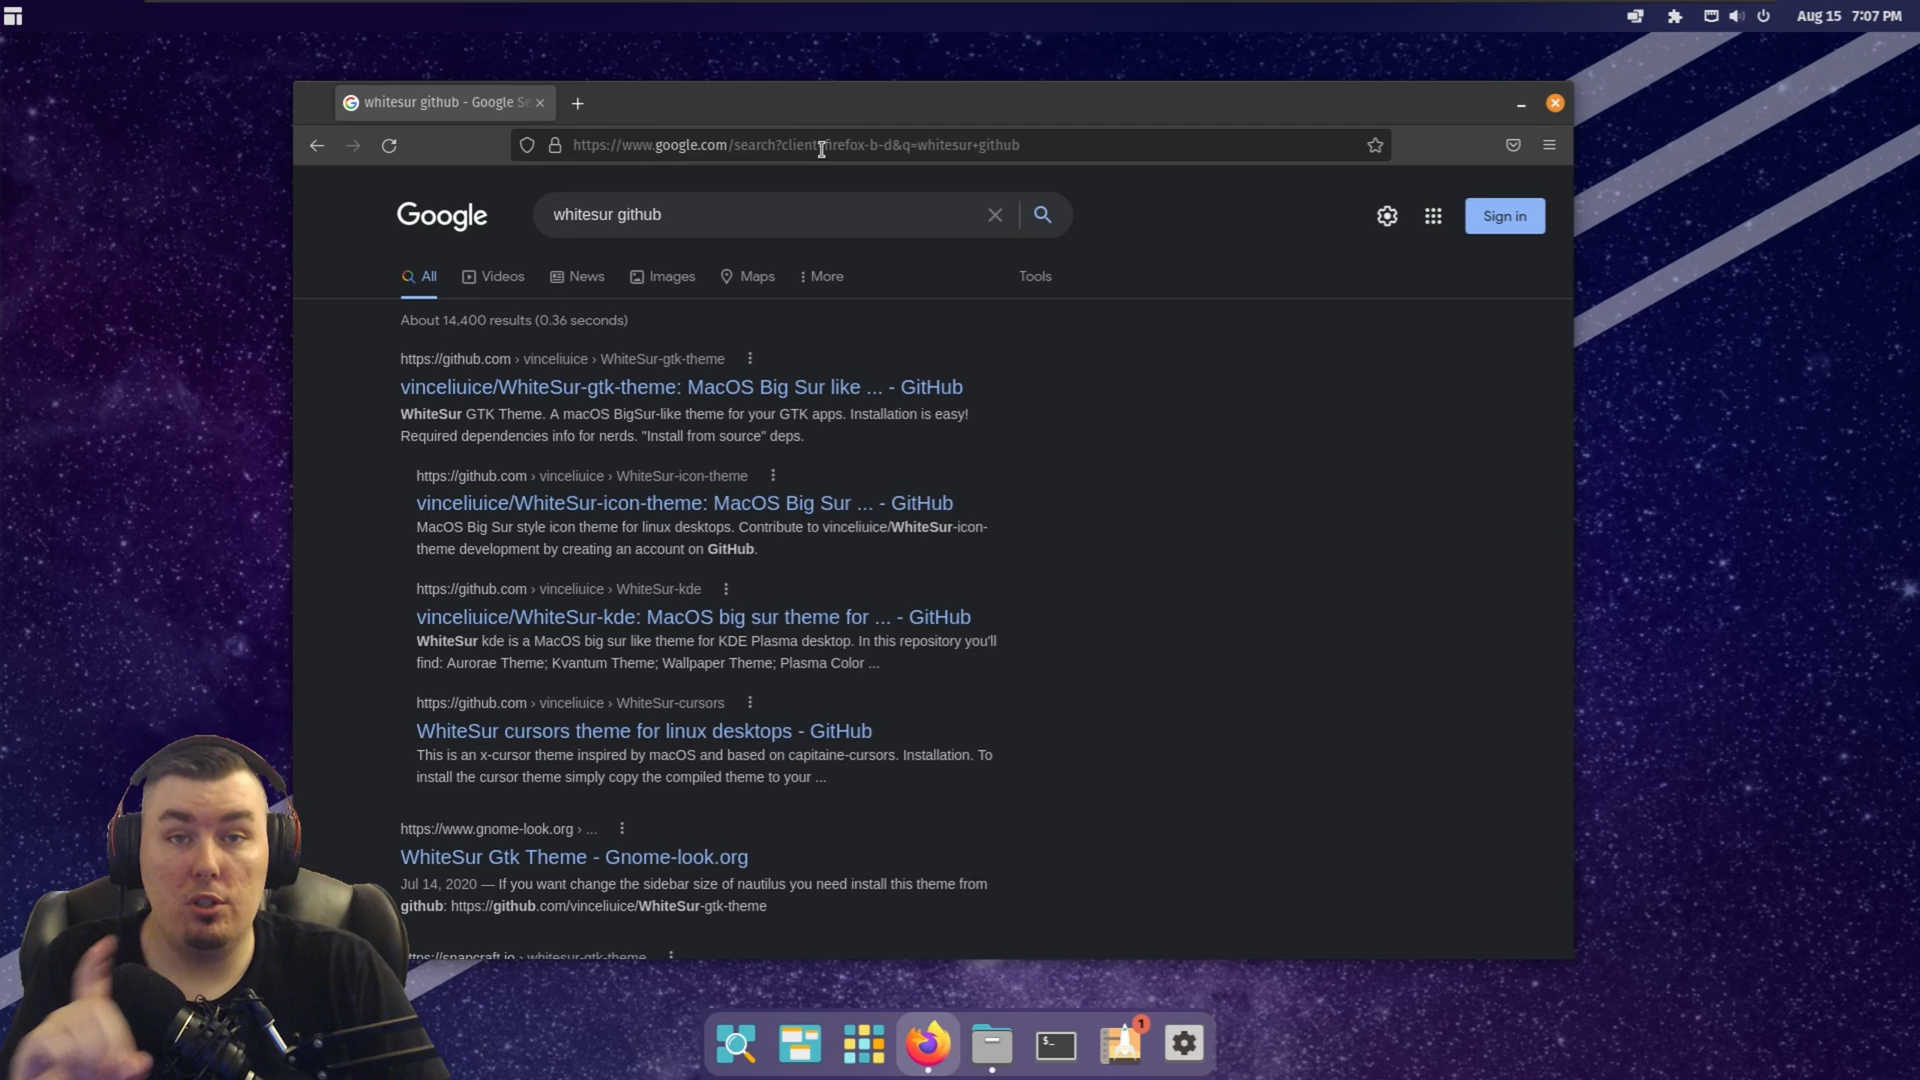 Aug 15 7:07 PM
whitesur github - Google Se
https://www.google.com/search?client=firefox-b-d&q=whitesur+github
Google
whitesur github
Sign in
All Videos News Images Maps More Tools
About 14,400 results (0.36 seconds)
https://github.com › vinceliuice › WhiteSur-gtk-theme
vinceliuice/WhiteSur-gtk-theme: MacOS Big Sur like ... - GitHub
WhiteSur GTK Theme. A macOS BigSur-like theme for your GTK apps. Installation is easy!
Required dependencies info for nerds. "Install from source" deps.
https://github.com › vinceliuice › WhiteSur-icon-theme
vinceliuice/WhiteSur-icon-theme: MacOS Big Sur ... - GitHub
MacOS Big Sur style icon theme for linux desktops. Contribute to vinceliuice/WhiteSur-icon-
theme development by creating an account on GitHub.
https://github.com › vinceliuice › WhiteSur-kde
vinceliuice/WhiteSur-kde: MacOS big sur theme for ... - GitHub
WhiteSur kde is a MacOS big sur like theme for KDE Plasma desktop. In this repository you'll
find: Aurorae Theme; Kvantum Theme; Wallpaper Theme; Plasma Color ...
https://github.com › vinceliuice › WhiteSur-cursors
WhiteSur cursors theme for linux desktops - GitHub
This is an x-cursor theme inspired by macOS and based on capitaine-cursors. Installation. To
install the cursor theme simply copy the compiled theme to your ...
https://www.gnome-look.org › ...
WhiteSur Gtk Theme - Gnome-look.org
Jul 14, 2020 — If you want change the sidebar size of nautilus you need install this theme from
github: https://github.com/vinceliuice/WhiteSur-gtk-theme
https://snapcraft.io › whitesur-gtk-theme
$_
1